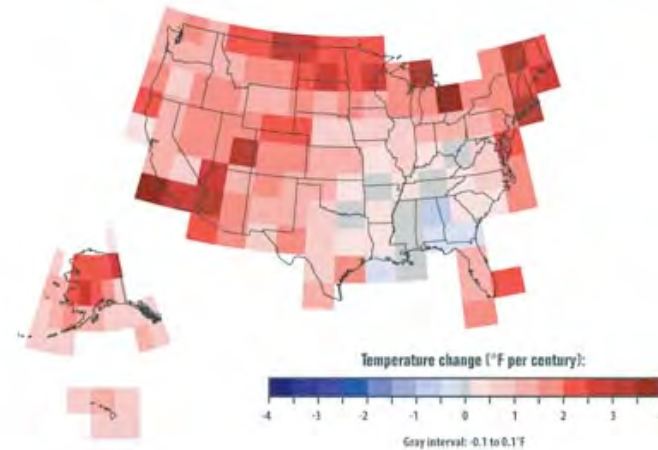 Temperature change (°F per century):
-4 -3 -2 -1 0 1 2 3
Gray interval: -0.1 to 0.1°F